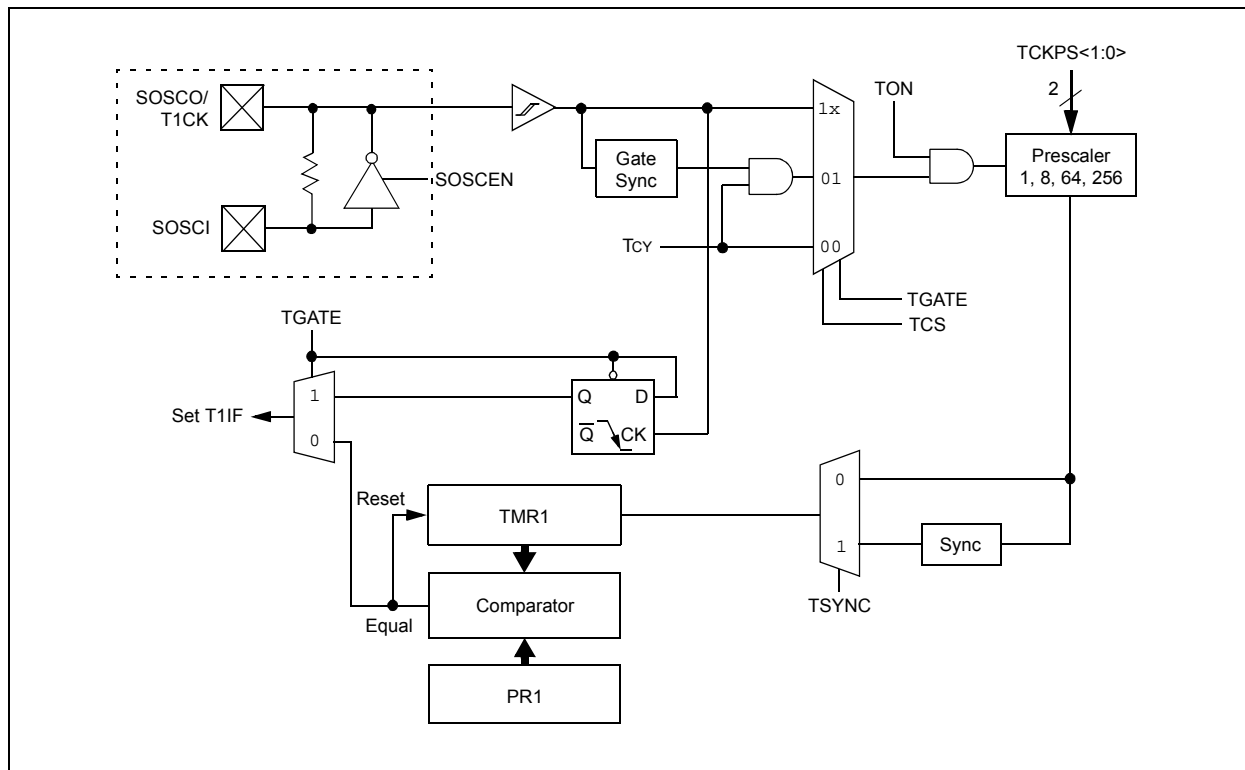 TCKPS<1:0>
2
SOSCO/
T1CK
TON
1x
Gate
Sync
Prescaler
1, 8, 64, 256
SOSCEN
01
SOSCI
TCY
00
TGATE
TCS
TGATE
1
Q
D
Set T1IF
Q̅
CK
0
Reset
TMR1
0
1
Sync
Comparator
TSYNC
Equal
PR1